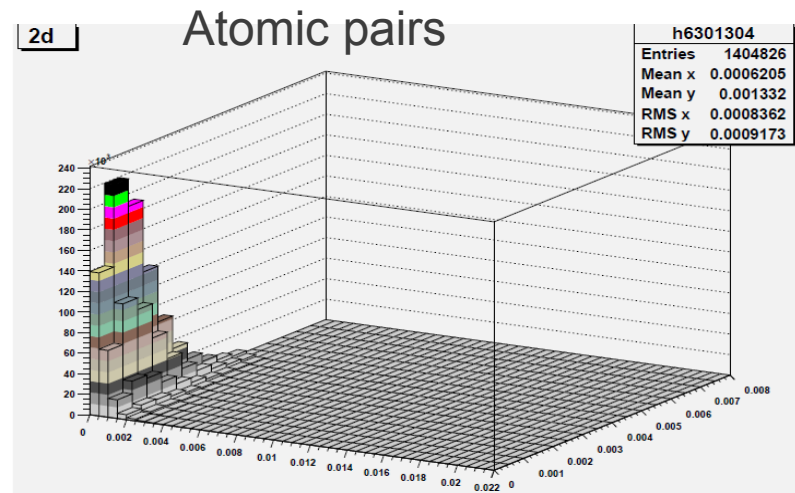 Atomic pairs
2d
h6301304
Entries 1404826
Mean x 0.0006205
Mean y 0.001332
RMS x 0.0008362
RMS y 0.0009173
×10³
240
220
200
180
160
140
120
100
80
60
40
20
0
0 0.002 0.004 0.006 0.008 0.01 0.012 0.014 0.016 0.018 0.02 0.022
0 0.001 0.002 0.003 0.004 0.005 0.006 0.007 0.008